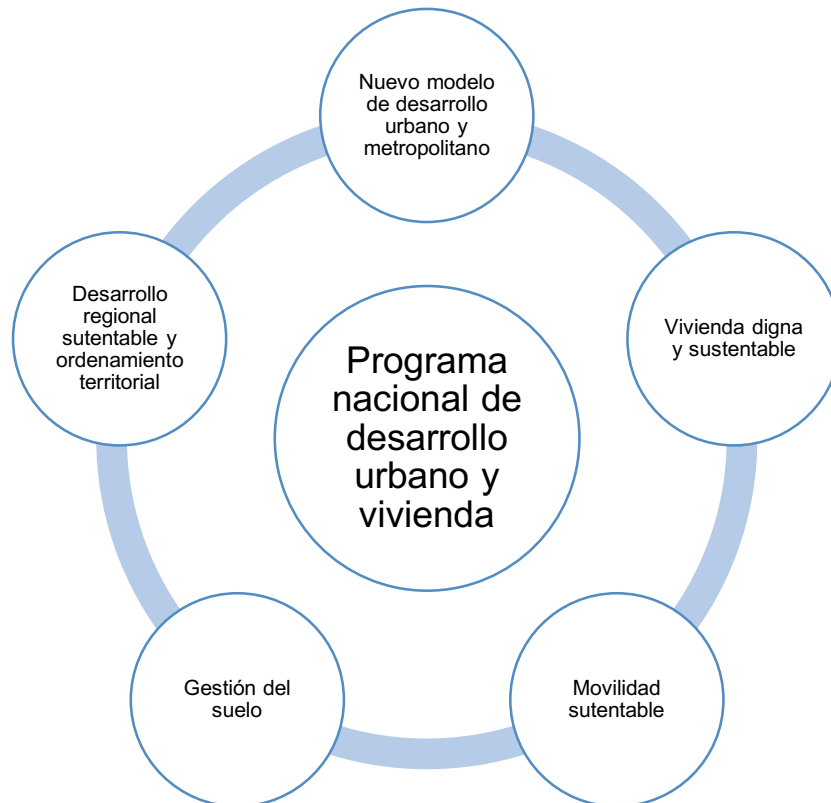 Nuevo modelo
de desarrollo
urbano y
metropolitano
Vivienda digna
y sustentable
Movilidad
sutentable
Gestión del
suelo
Desarrollo
regional
sutentable y
ordenamiento
territorial
Programa
nacional de
desarrollo
urbano y
vivienda